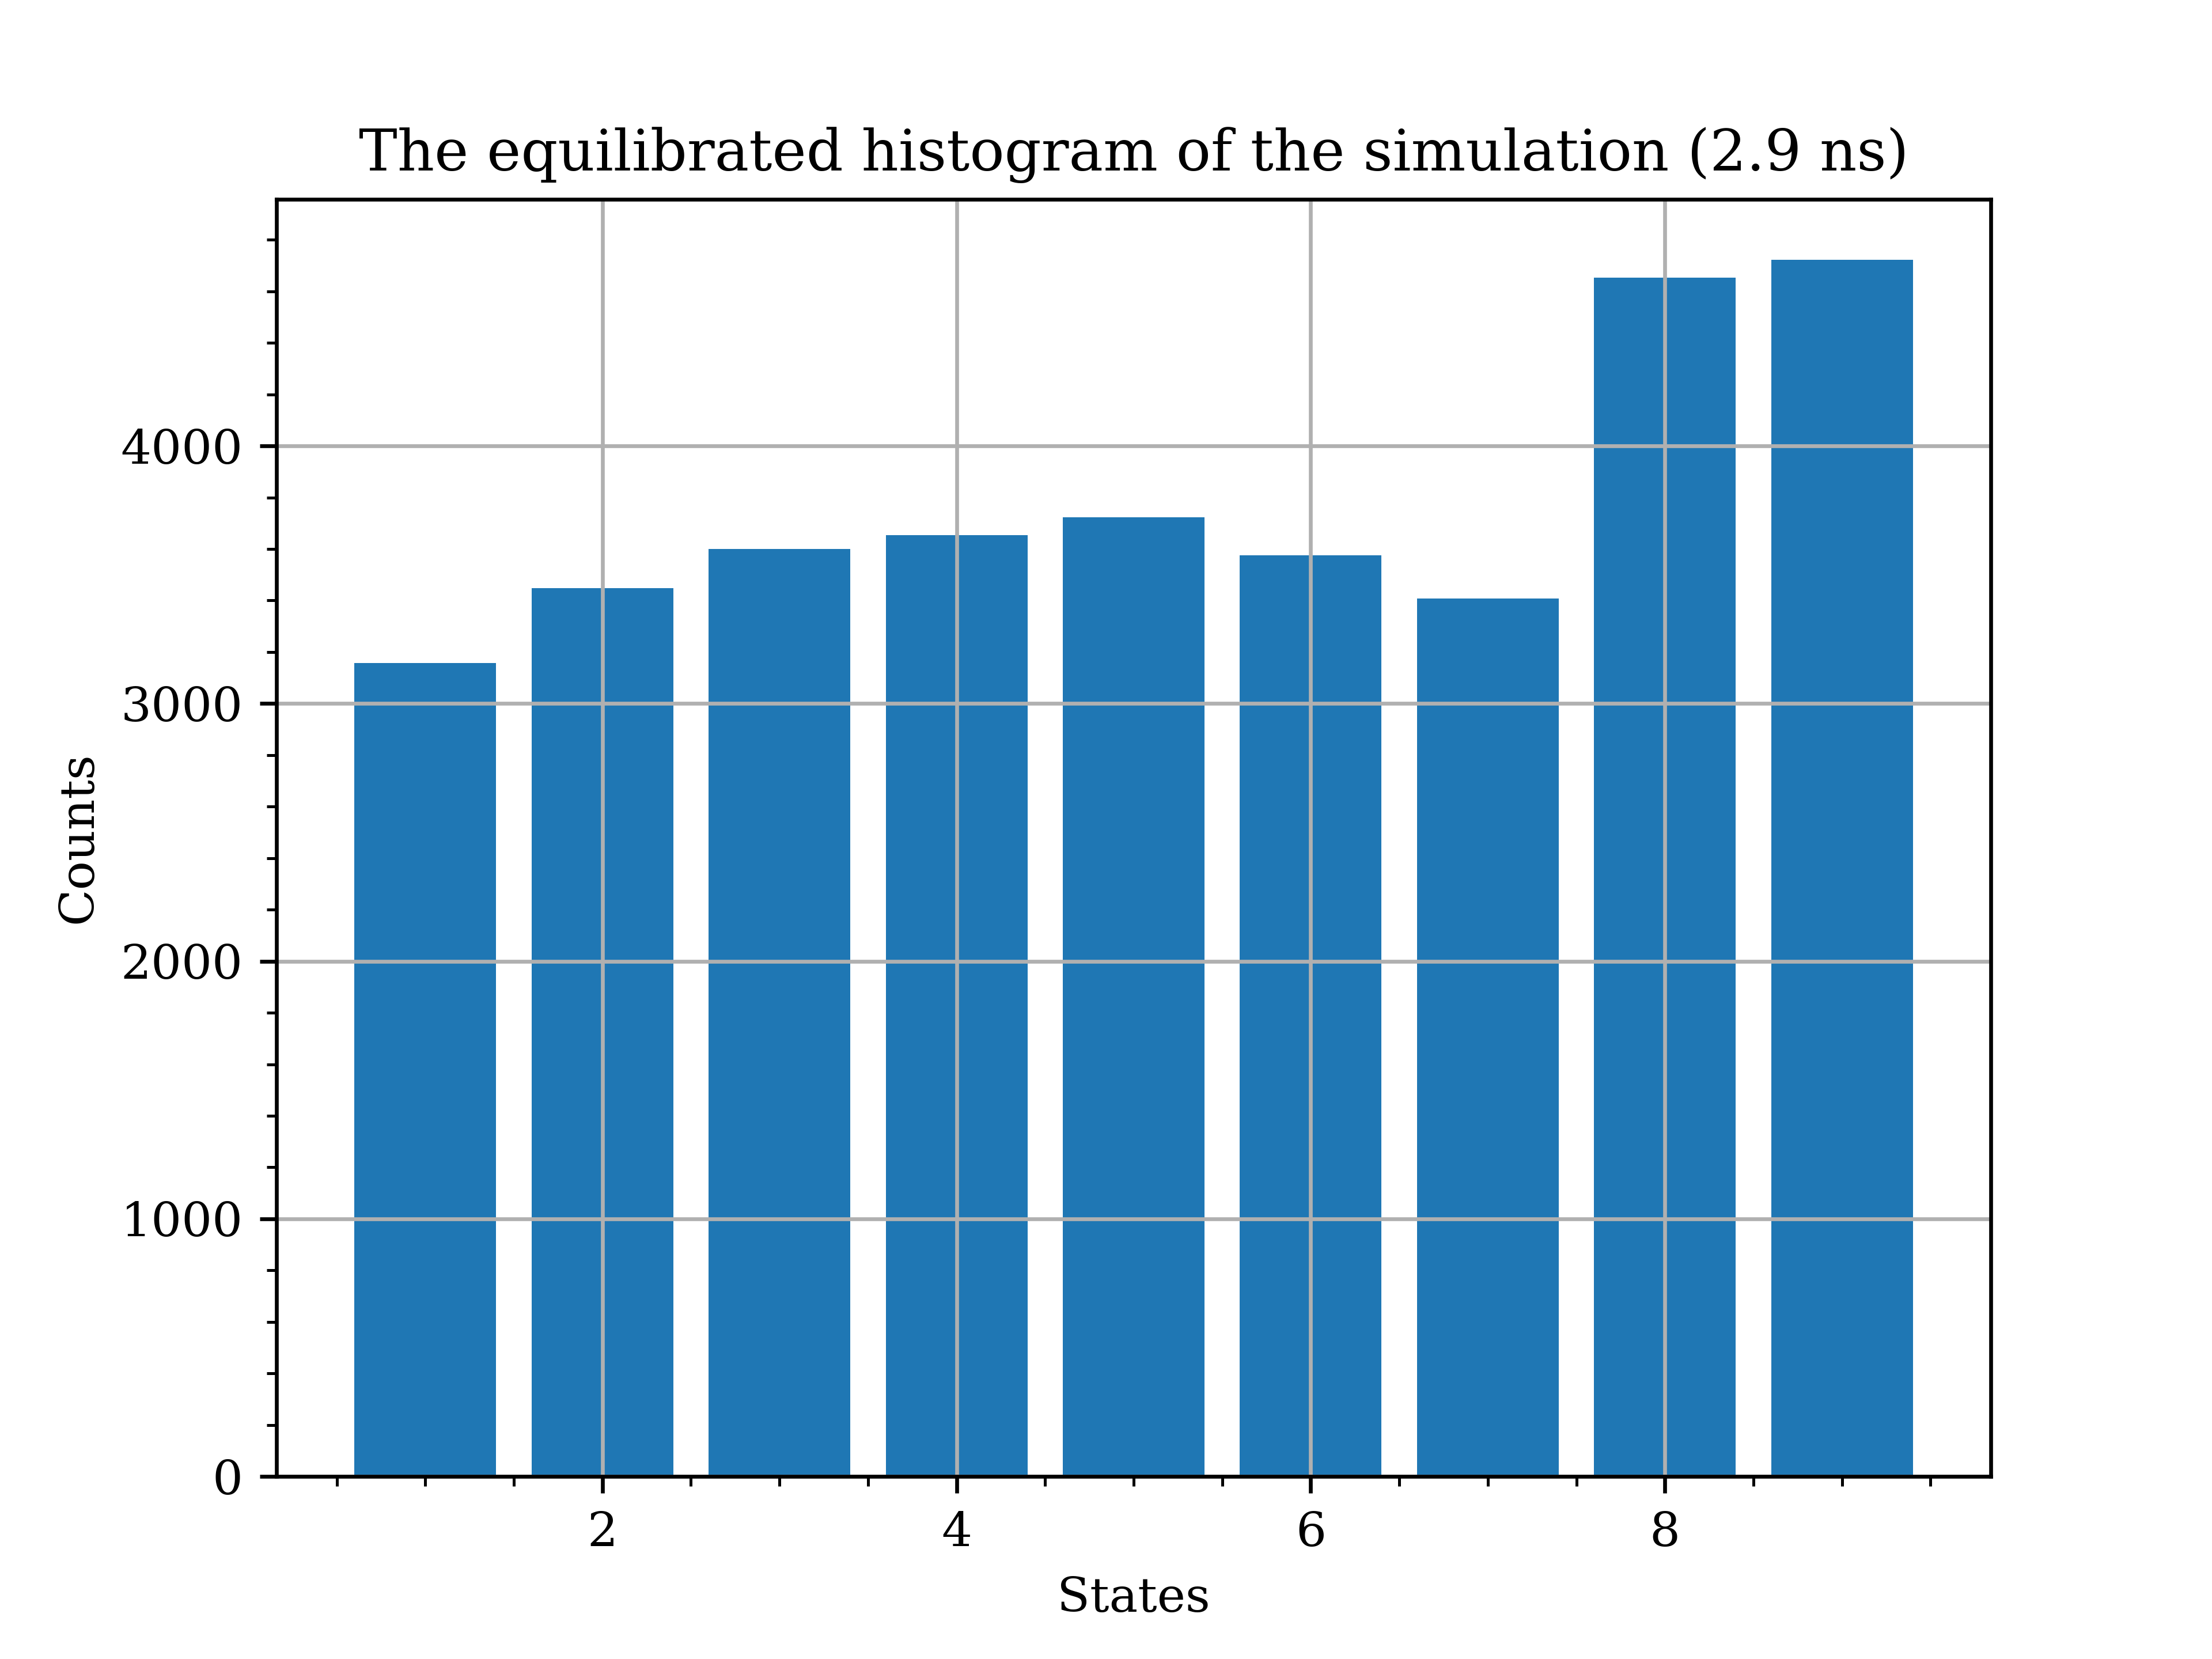 The equilibrated histogram of the simulation (2.9 ns)
4000
3000
2000
1000
0
Counts
2 4 6 8
States